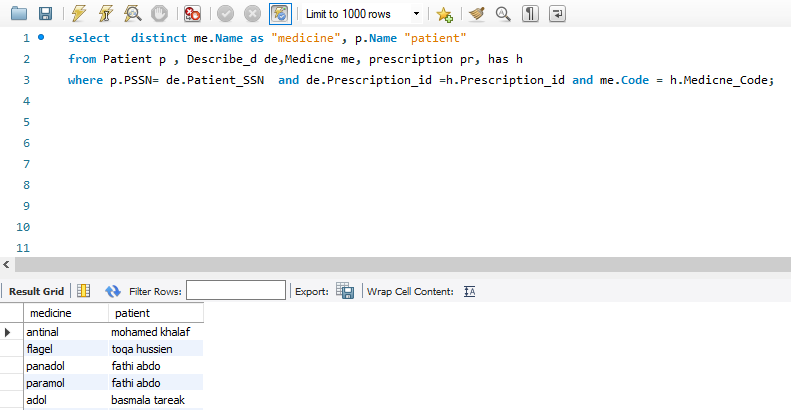 Limit to 1000 rows
1 select distinct me.Name as "medicine", p.Name "patient"
2 from Patient p , Describe_d de,Medicne me, prescription pr, has h
3 where p.PSSN= de.Patient_SSN and de.Prescription_id =h.Prescription_id and me.Code = h.Medicne_Code;
4
5
6
7
8
9
10
11
Result Grid Filter Rows: Export: Wrap Cell Content:
medicine patient
antinal mohamed khalaf
flagel toqa hussien
panadol fathi abdo
paramol fathi abdo
adol basmala tareak